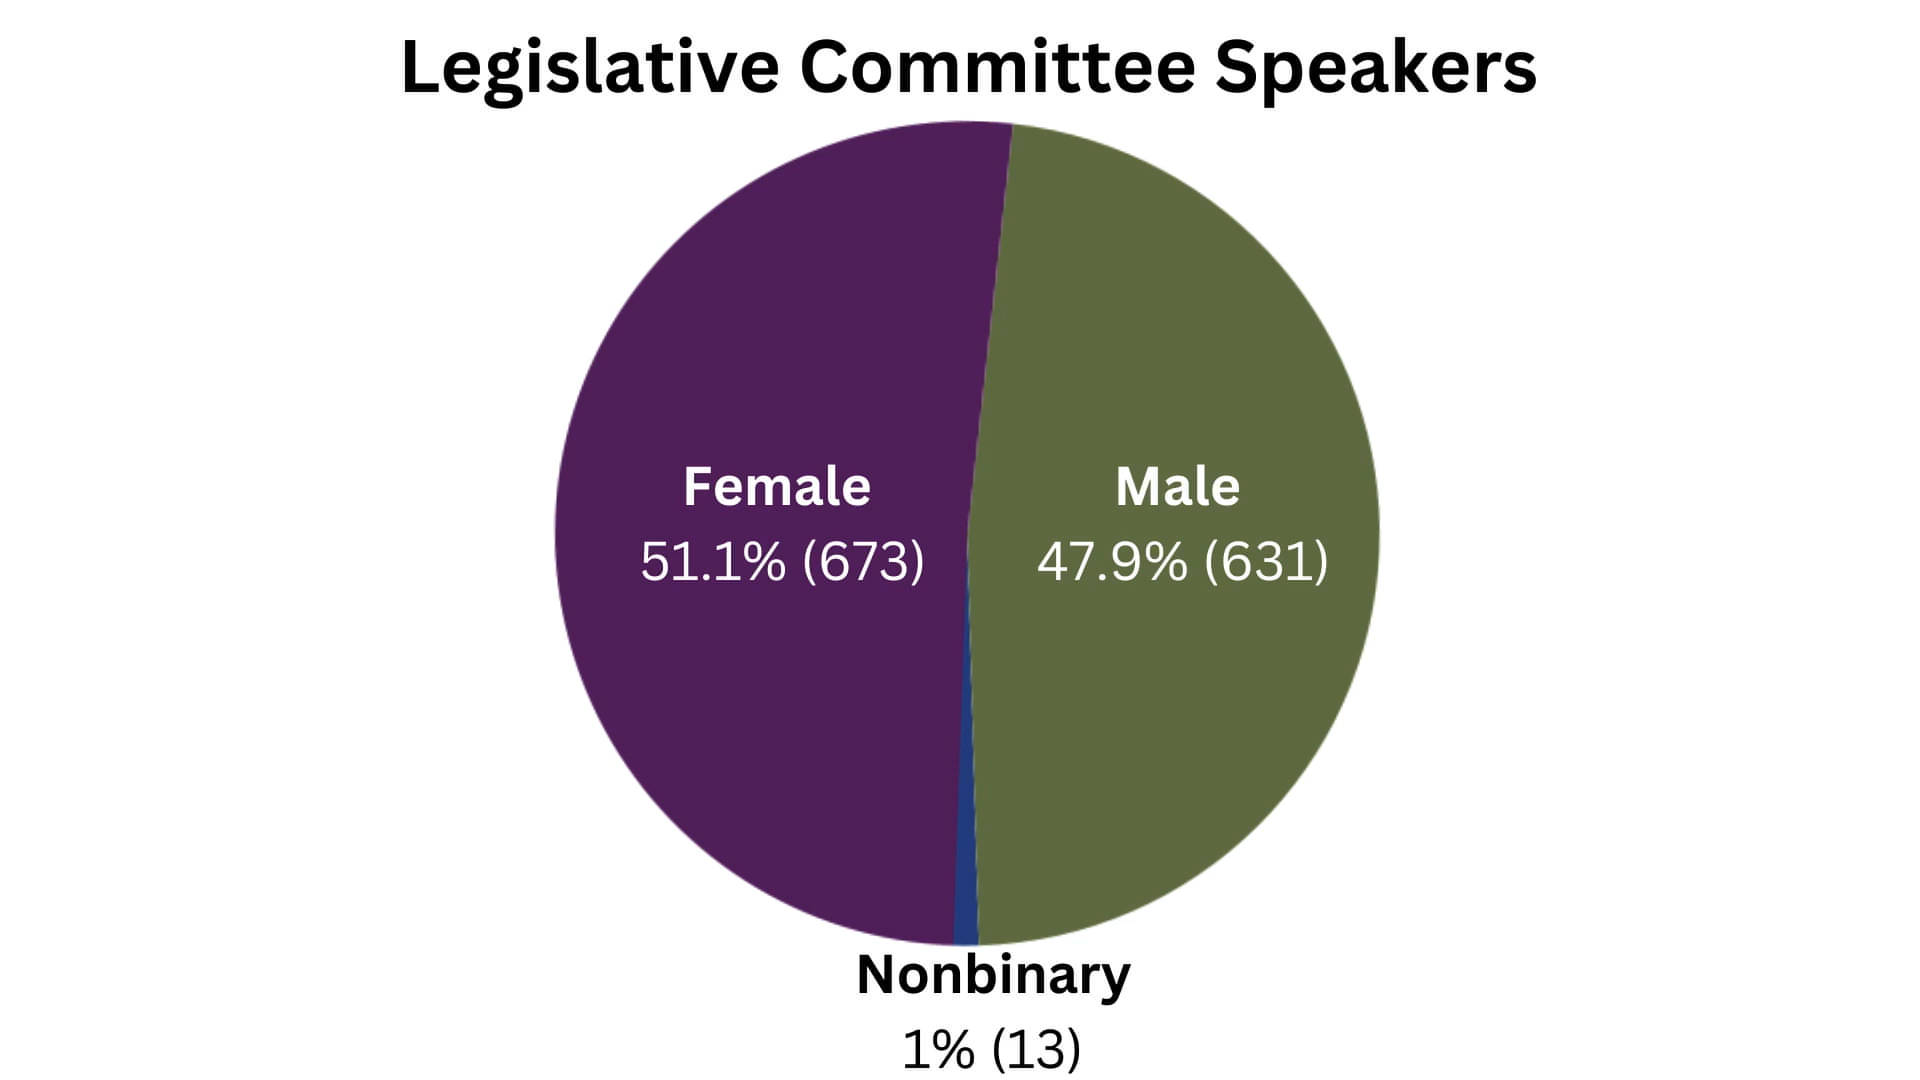 Legislative Committee Speakers
Female
51.1% (673)
Male
47.9% (631)
Nonbinary
1% (13)